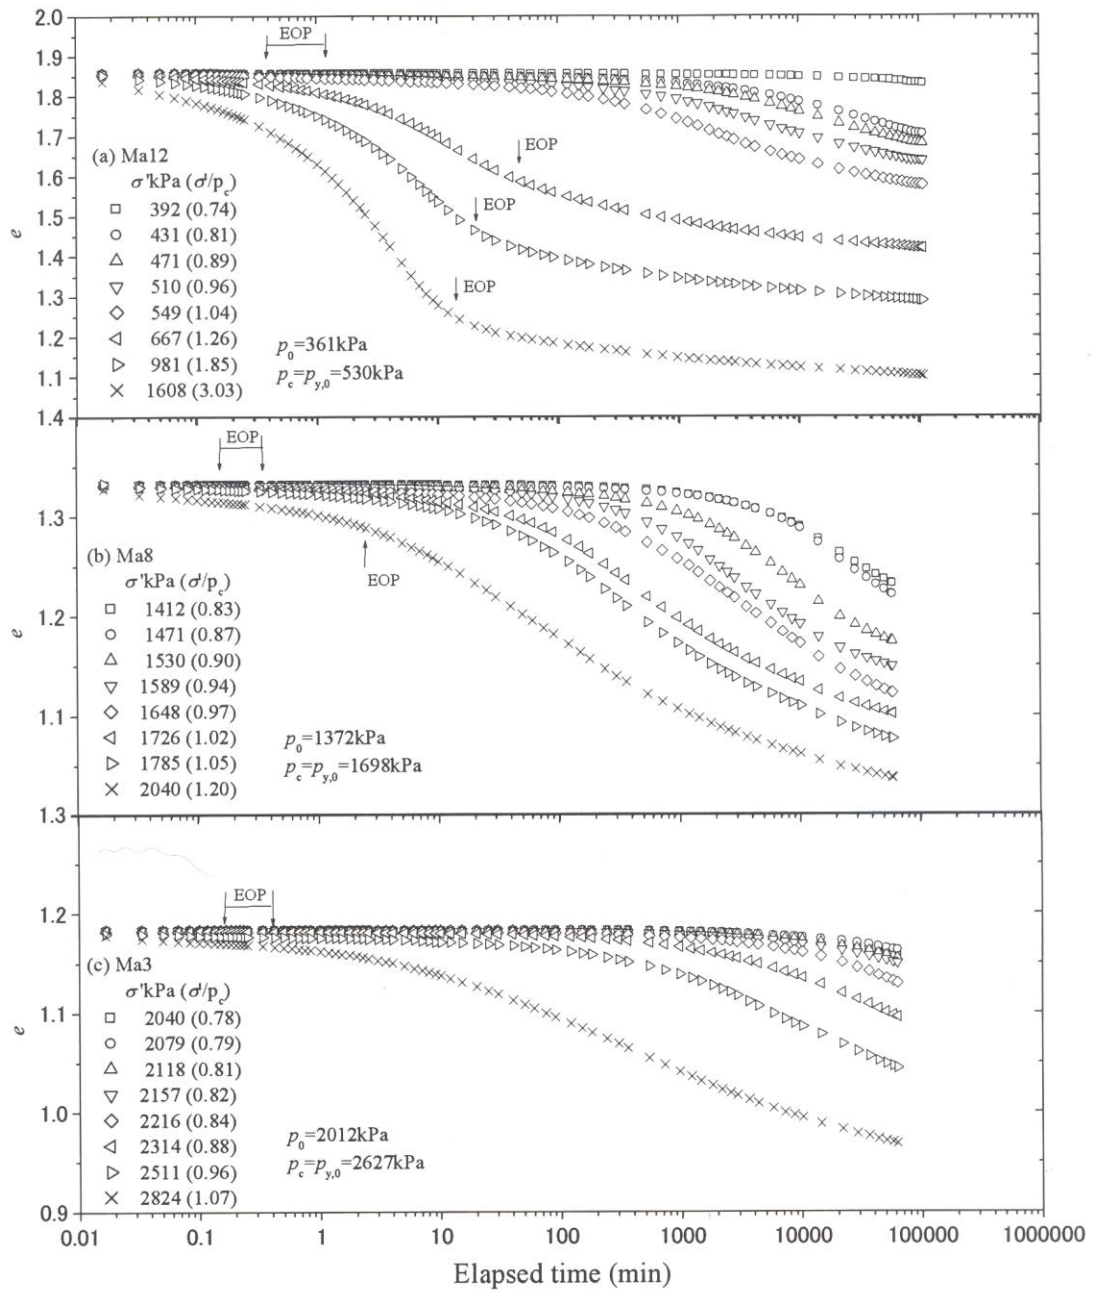 2.0
1.9
1.8
1.7
1.6
1.5
1.4
1.3
1.2
1.1
1.4
e
EOP
EOP
EOP
EOP
(a) Ma12
σ'kPa (σ'/pc)
392 (0.74)
431 (0.81)
471 (0.89)
510 (0.96)
549 (1.04)
667 (1.26)
981 (1.85)
1608 (3.03)
p0=361kPa
pc=py,0=530kPa
1.3
1.2
1.1
1.3
e
EOP
EOP
(b) Ma8
σ'kPa (σ'/pc)
1412 (0.83)
1471 (0.87)
1530 (0.90)
1589 (0.94)
1648 (0.97)
1726 (1.02)
1785 (1.05)
2040 (1.20)
p0=1372kPa
pc=py,0=1698kPa
1.2
1.1
1.0
0.9
e
EOP
(c) Ma3
σ'kPa (σ'/pc)
2040 (0.78)
2079 (0.79)
2118 (0.81)
2157 (0.82)
2216 (0.84)
2314 (0.88)
2511 (0.96)
2824 (1.07)
p0=2012kPa
pc=py,0=2627kPa
0.01 0.1 1 10 100 1000 10000 100000 1000000
Elapsed time (min)